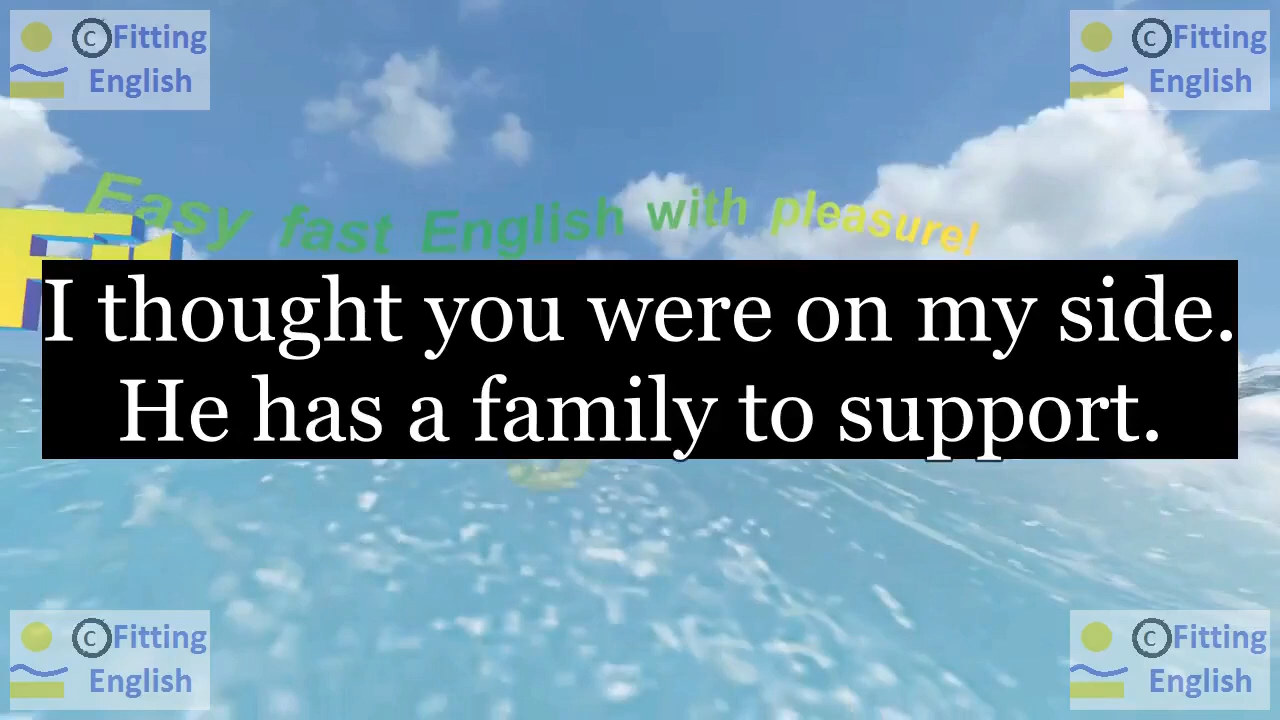 ©Fitting
English
©Fitting
English
Easy fast English with pleasure!
I thought you were on my side.
He has a family to support.
©Fitting
English
©Fitting
English